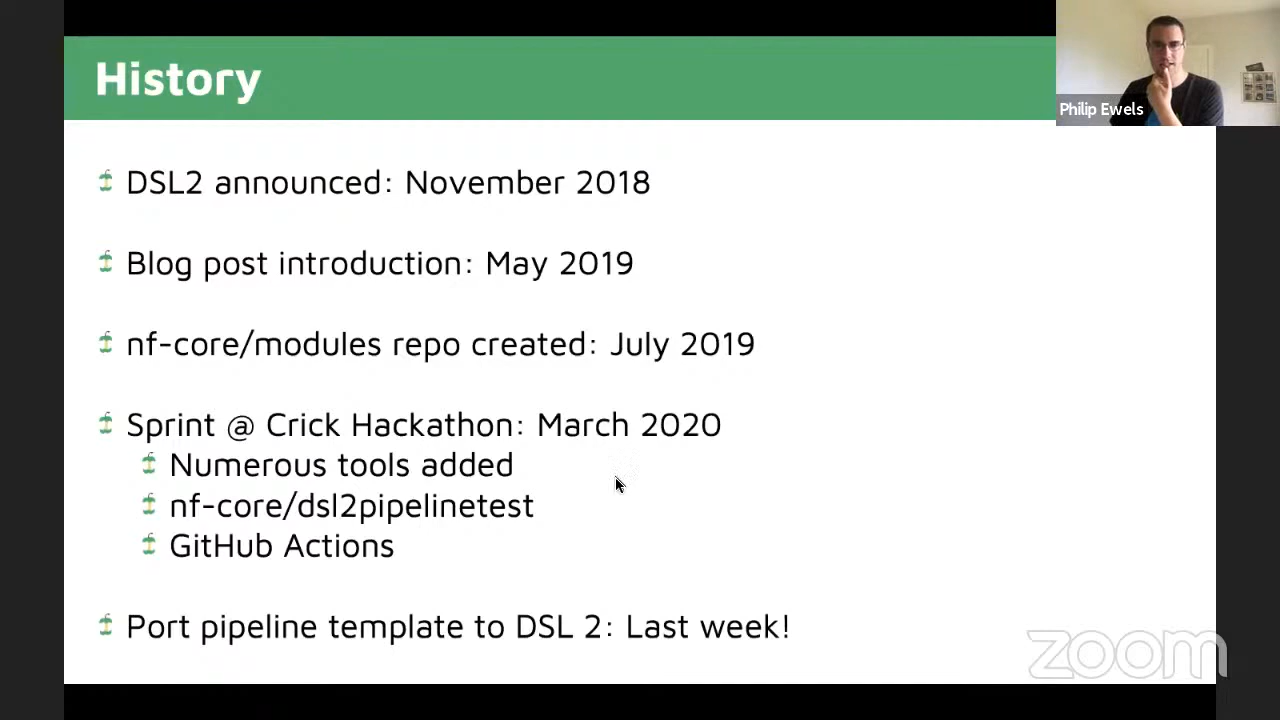 History
Philip Ewels
DSL2 announced: November 2018
Blog post introduction: May 2019
nf-core/modules repo created: July 2019
Sprint @ Crick Hackathon: March 2020
Numerous tools added
nf-core/dsl2pipelinetest
GitHub Actions
Port pipeline template to DSL 2: Last week!
zoom